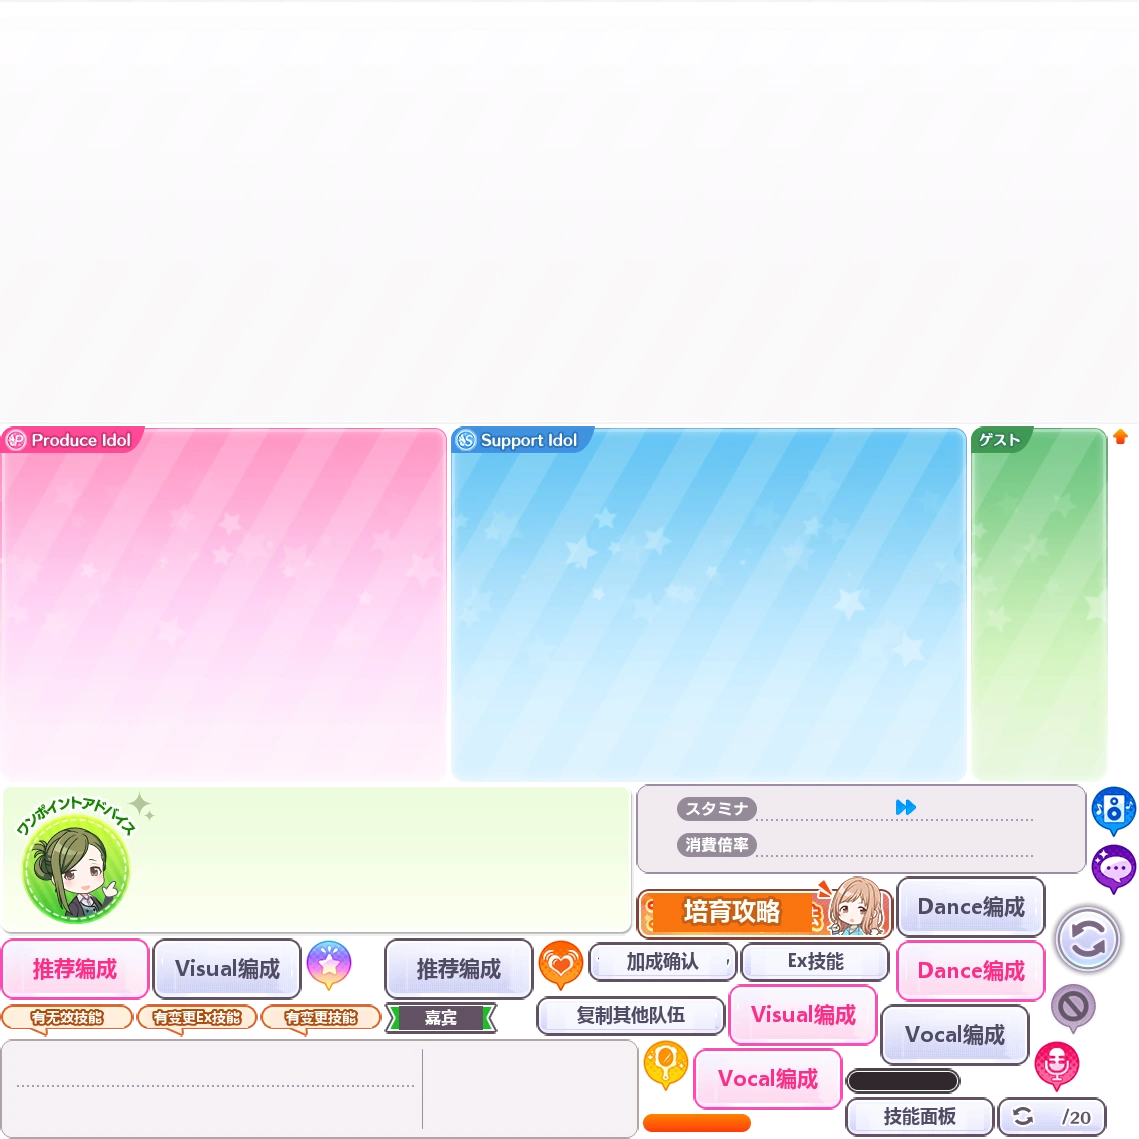 Produce Idol
Support Idol
ゲスト
ワンポイントアドバイス
スタミナ
消費倍率
培育攻略
Dance编成
推荐编成
Visual编成
推荐编成
加成确认
Ex技能
Dance编成
有无效技能
有变更Ex技能
有变更技能
嘉宾
复制其他队伍
Visual编成
Vocal编成
Vocal编成
技能面板
/20